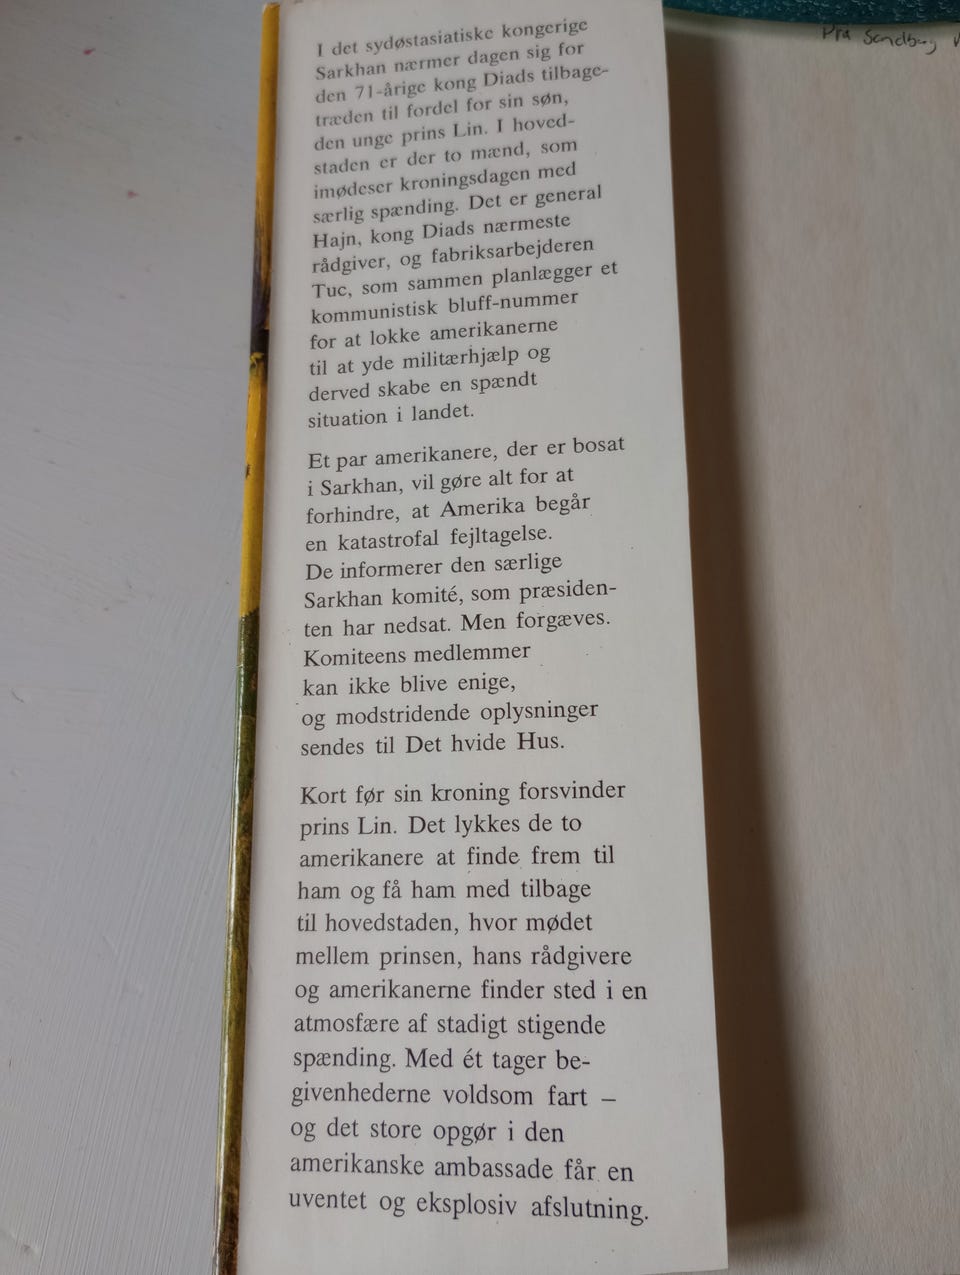 I det sydøstasiatiske kongerige
Sarkhan nærmer dagen sig for
den 71-årige kong Diads tilbage-
træden til fordel for sin søn,
den unge prins Lin. I hoved-
staden er der to mænd, som
imødeser kroningsdagen med
særlig spænding. Det er general
Hajn, kong Diads nærmeste
rådgiver, og fabriksarbejderen
Tuc, som sammen planlægger et
kommunistisk bluff-nummer
for at lokke amerikanerne
til at yde militærhjælp og
derved skabe en spændt
situation i landet.
Et par amerikanere, der er bosat
i Sarkhan, vil gøre alt for at
forhindre, at Amerika begår
en katastrofal fejltagelse.
De informerer den særlige
Sarkhan komité, som præsiden-
ten har nedsat. Men forgæves.
Komiteens medlemmer
kan ikke blive enige,
og modstridende oplysninger
sendes til Det hvide Hus.
Kort før sin kroning forsvinder
prins Lin. Det lykkes de to
amerikanere at finde frem til
ham og få ham med tilbage
til hovedstaden, hvor mødet
mellem prinsen, hans rådgivere
og amerikanerne finder sted i en
atmosfære af stadigt stigende
spænding. Med ét tager be-
givenhederne voldsom fart –
og det store opgør i den
amerikanske ambassade får en
uventet og eksplosiv afslutning.